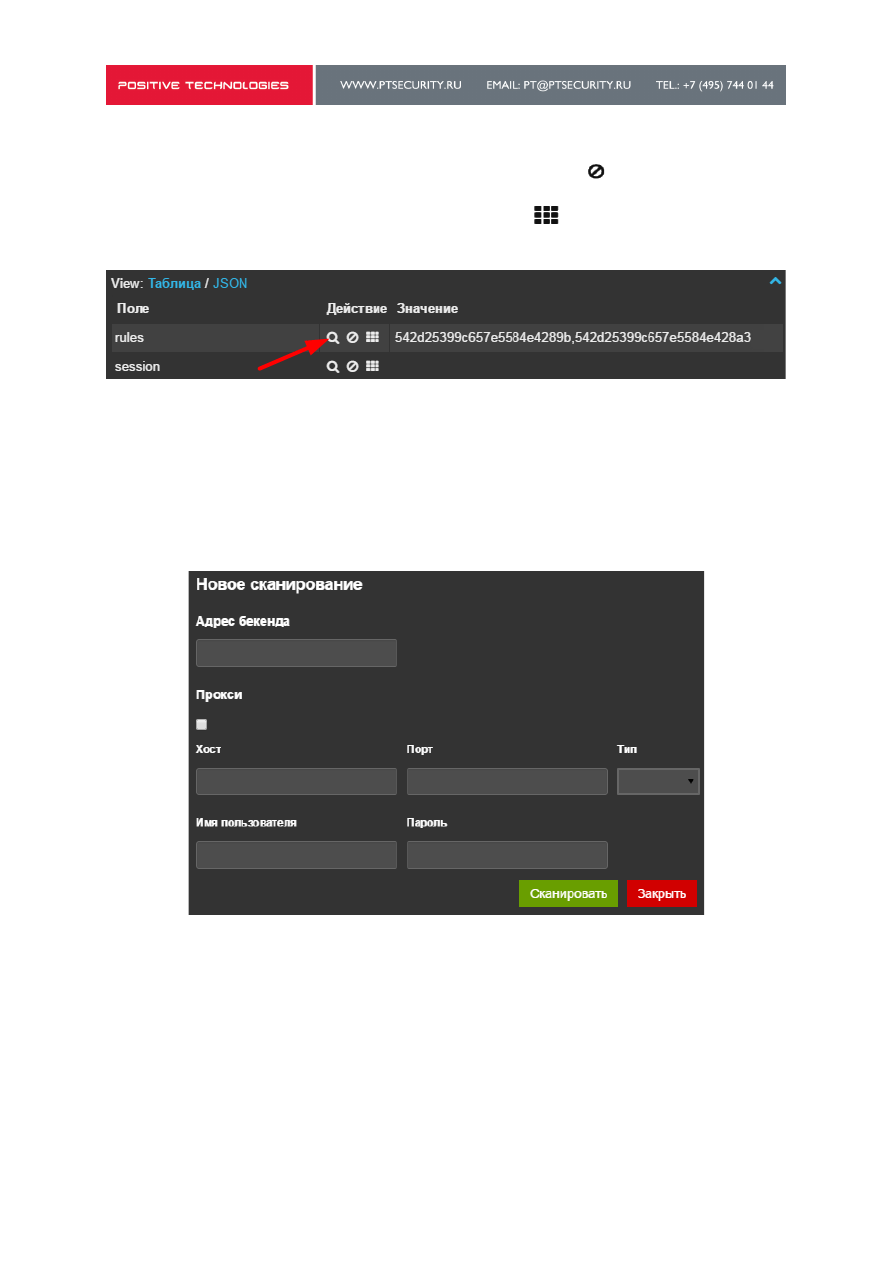 POSITIVE TECHNOLOGIES WWW.PTSECURITY.RU EMAIL: PT@PTSECURITY.RU TEL.: +7 (495) 744 01 44
View: Таблица / JSON
Поле Действие Значение
rules 542d25399c657e5584e4289b,542d25399c657e5584e428a3
session
Новое сканирование
Адрес бекенда
Прокси
Хост Порт Тип
Имя пользователя Пароль
Сканировать Закрыть